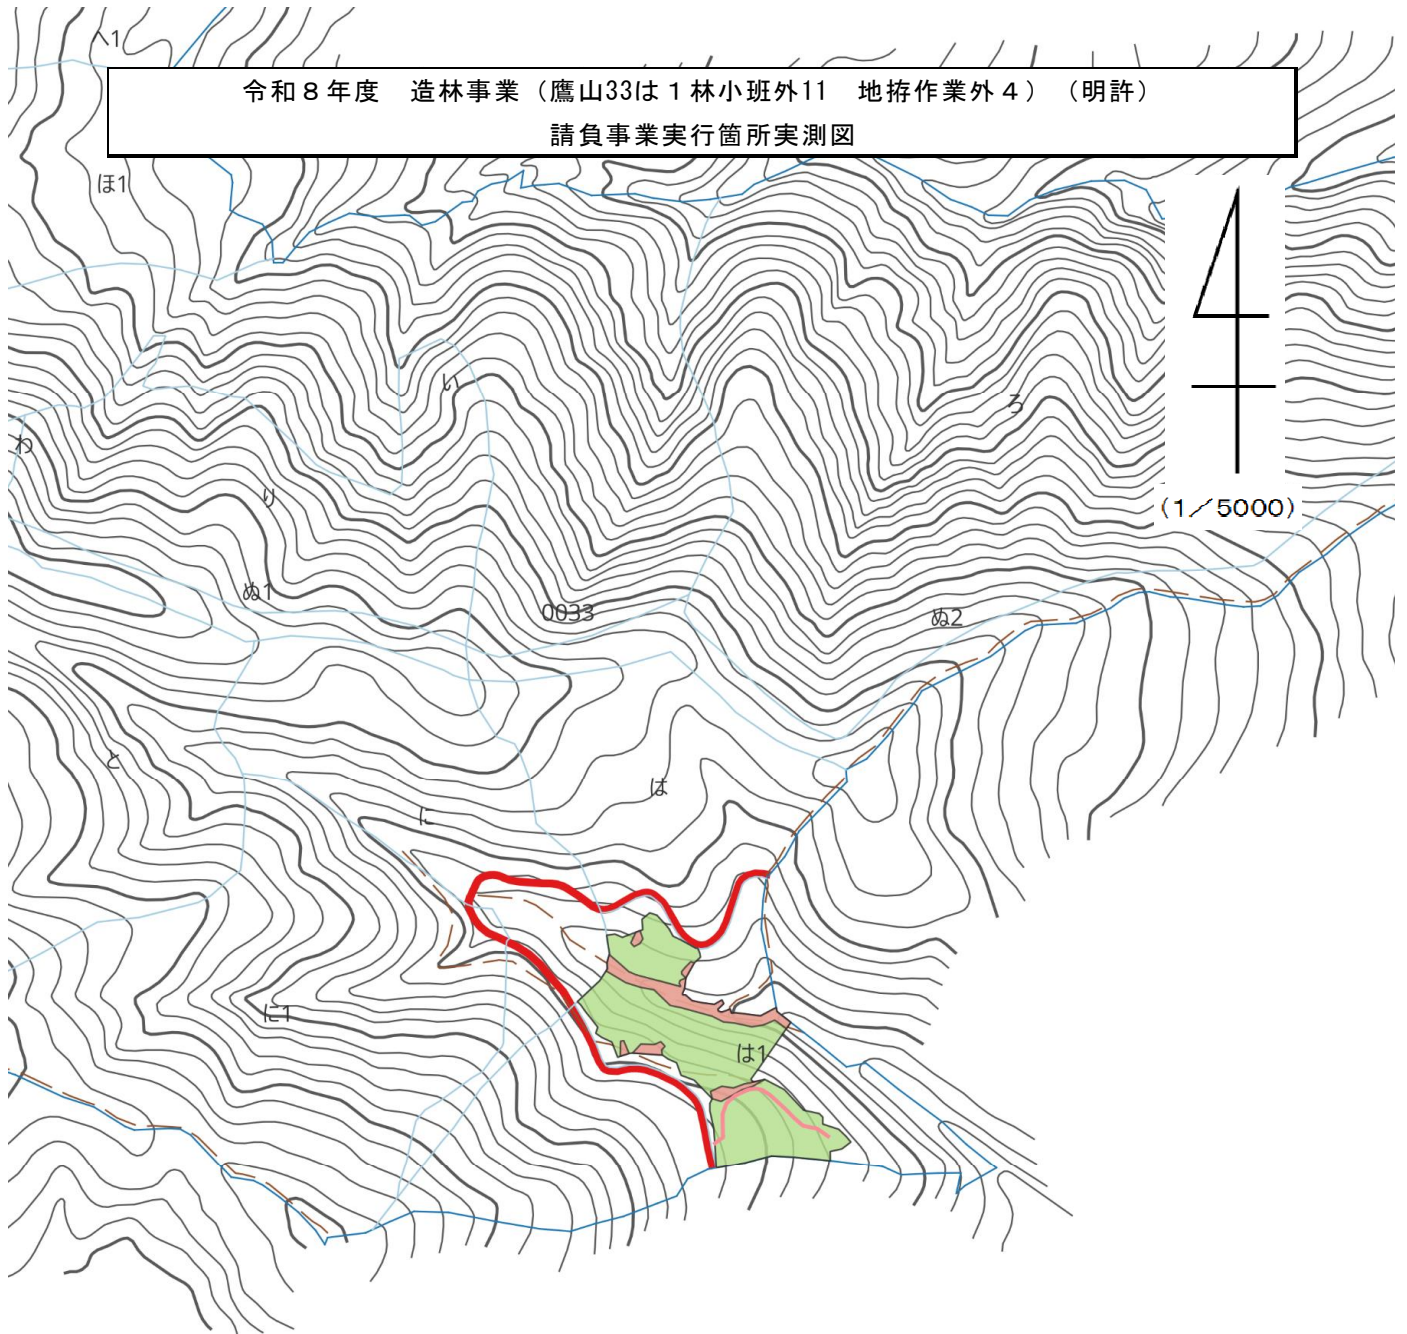 へ1
令和８年度　造林事業（鷹山33は１林小班外11　地拵作業外４）（明許）
請負事業実行箇所実測図
ほ1
い
ろ
わ
り
(1／5000)
ぬ1
0033
ぬ2
と
は
に
に1
は1